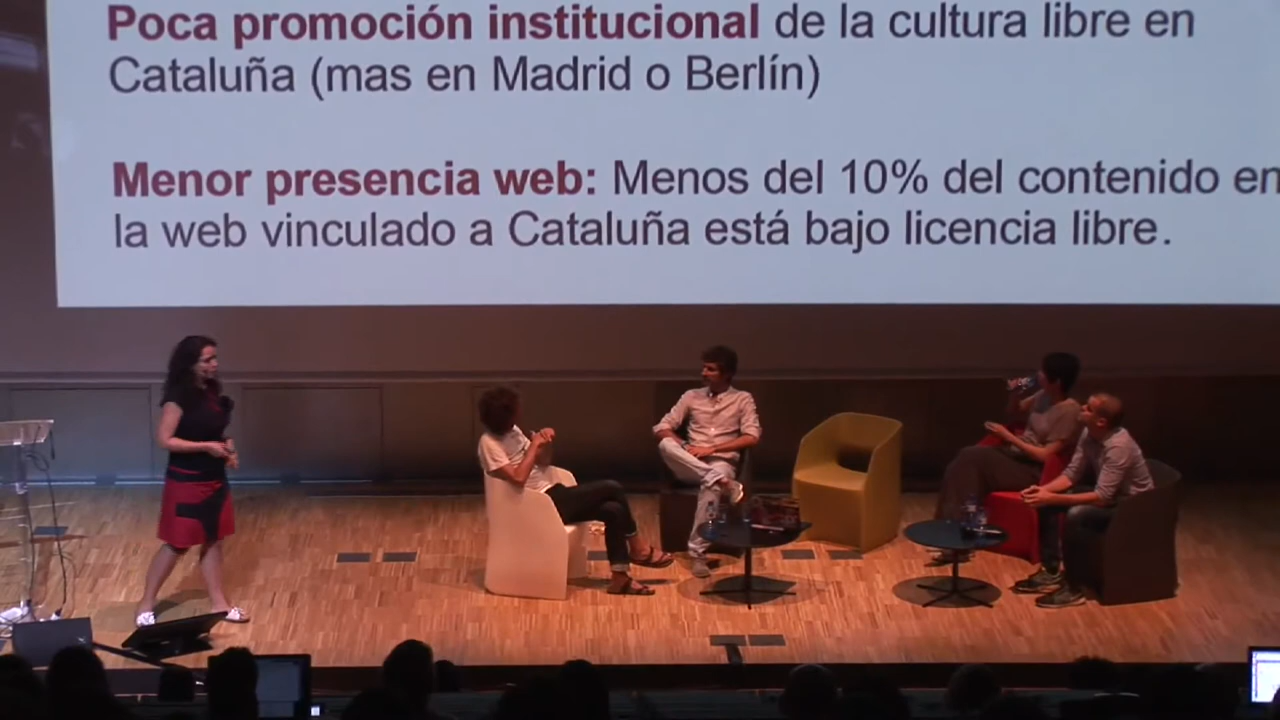 Poca promoción institucional de la cultura libre en
Cataluña (mas en Madrid o Berlín)
Menor presencia web: Menos del 10% del contenido en
la web vinculado a Cataluña está bajo licencia libre.